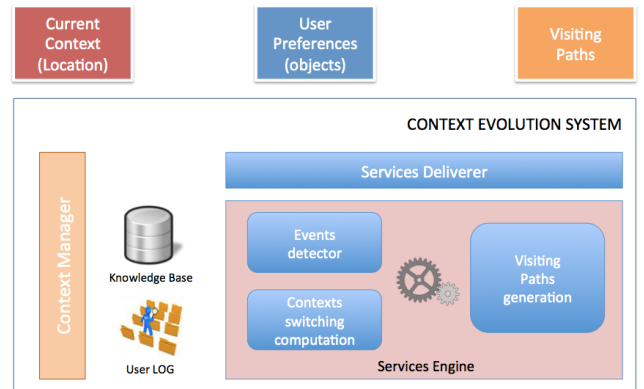 Current
Context
(Location)
User
Preferences
(objects)
Visiting
Paths
CONTEXT EVOLUTION SYSTEM
Context Manager
Services Deliverer
Knowledge Base
User LOG
Events
detector
Contexts
switching
computation
Visiting
Paths
generation
Services Engine